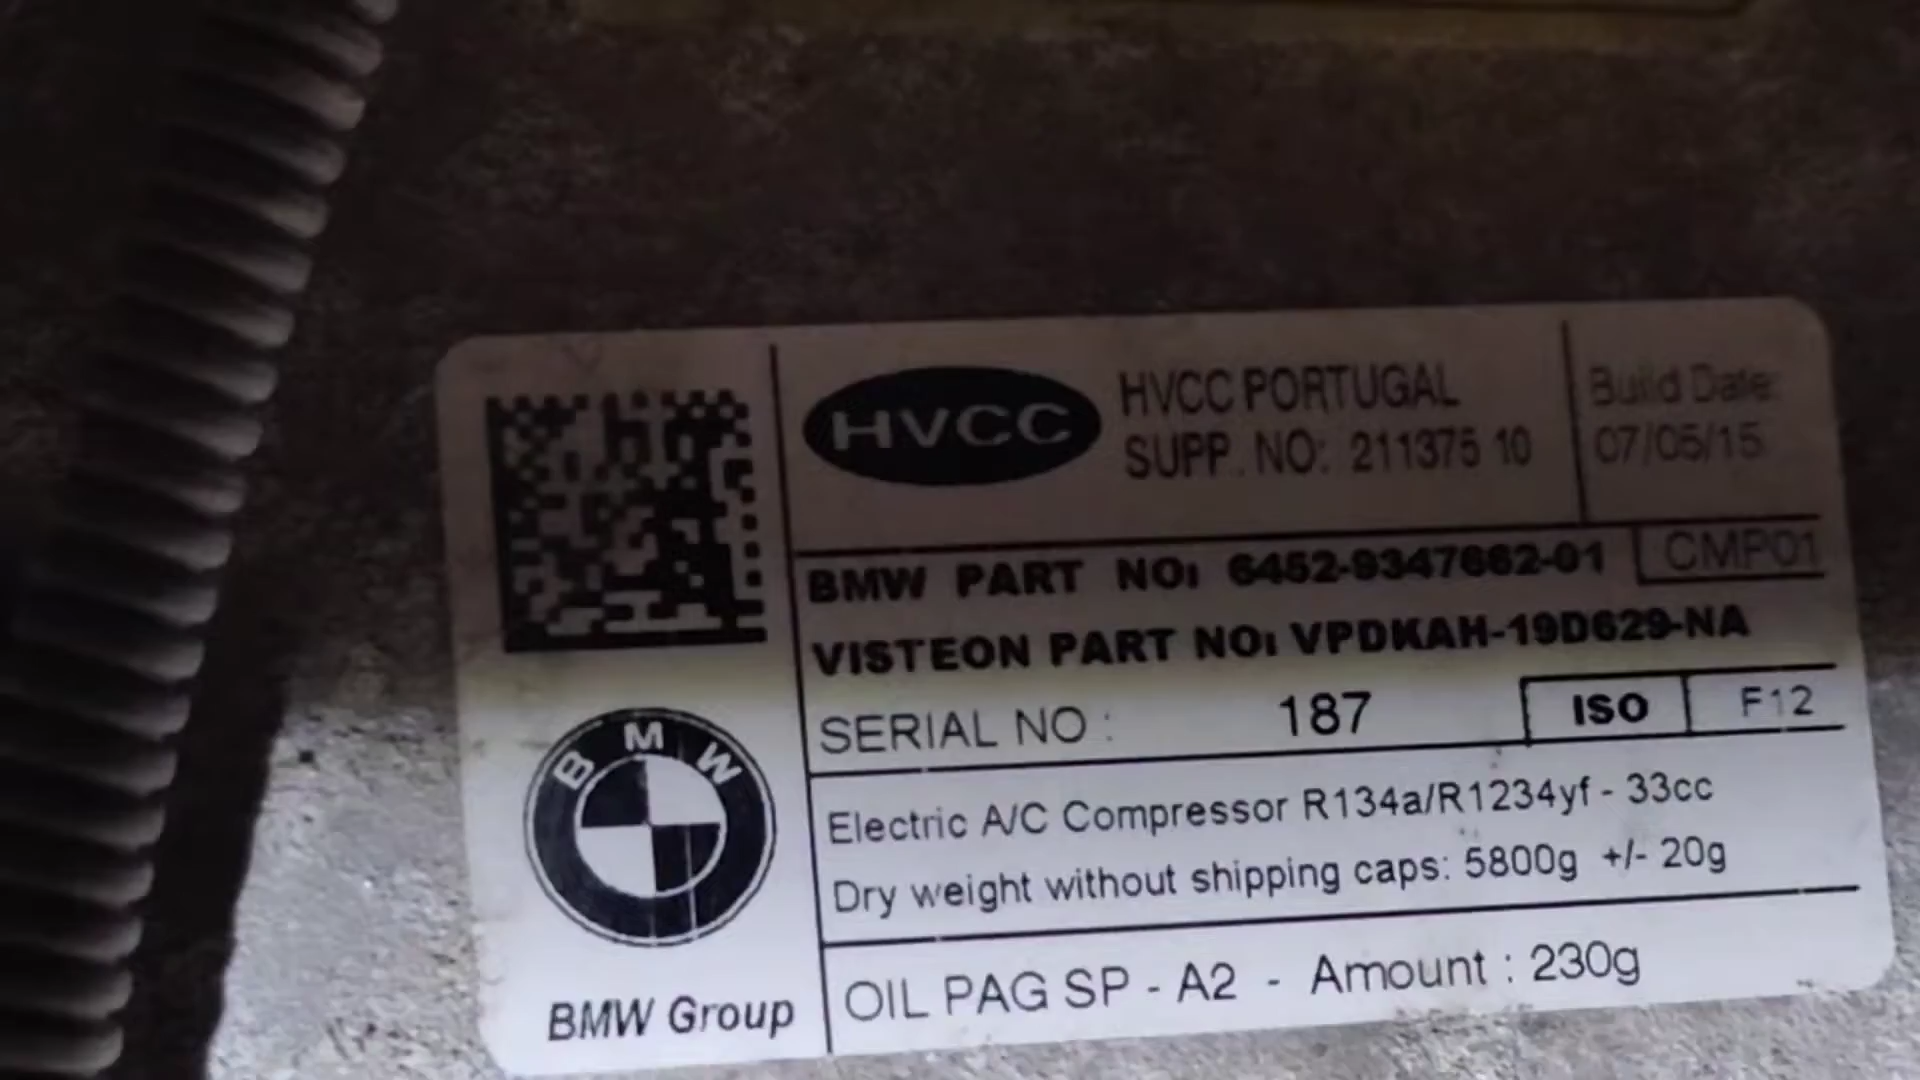 HVCC
HVCC PORTUGAL
SUPP. NO: 211375 10
Build Date:
07/05/15
BMW PART NO: 6452-9347662-01
CMP01
VISTEON PART NO: VPDKAH-19D629-NA
SERIAL NO : 187
ISO F12
Electric A/C Compressor R134a/R1234yf - 33cc
Dry weight without shipping caps: 5800g +/- 20g
OIL PAG SP - A2 - Amount : 230g
BMW
BMW Group